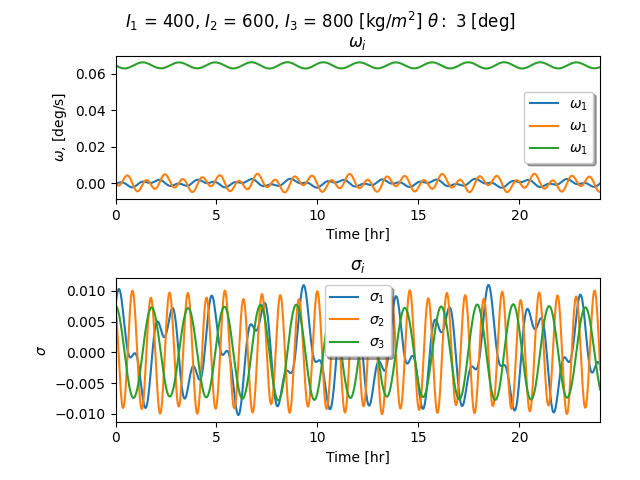 I₁ = 400, I₂ = 600, I₃ = 800 [kg/m²] θ : 3 [deg]
ωᵢ
0.06
0.04
0.02
0.00
ω, [deg/s]
ω₁
ω₁
ω₁
0 5 10 15 20
Time [hr]
σᵢ
0.010
0.005
0.000
−0.005
−0.010
σ
σ₁
σ₂
σ₃
0 5 10 15 20
Time [hr]